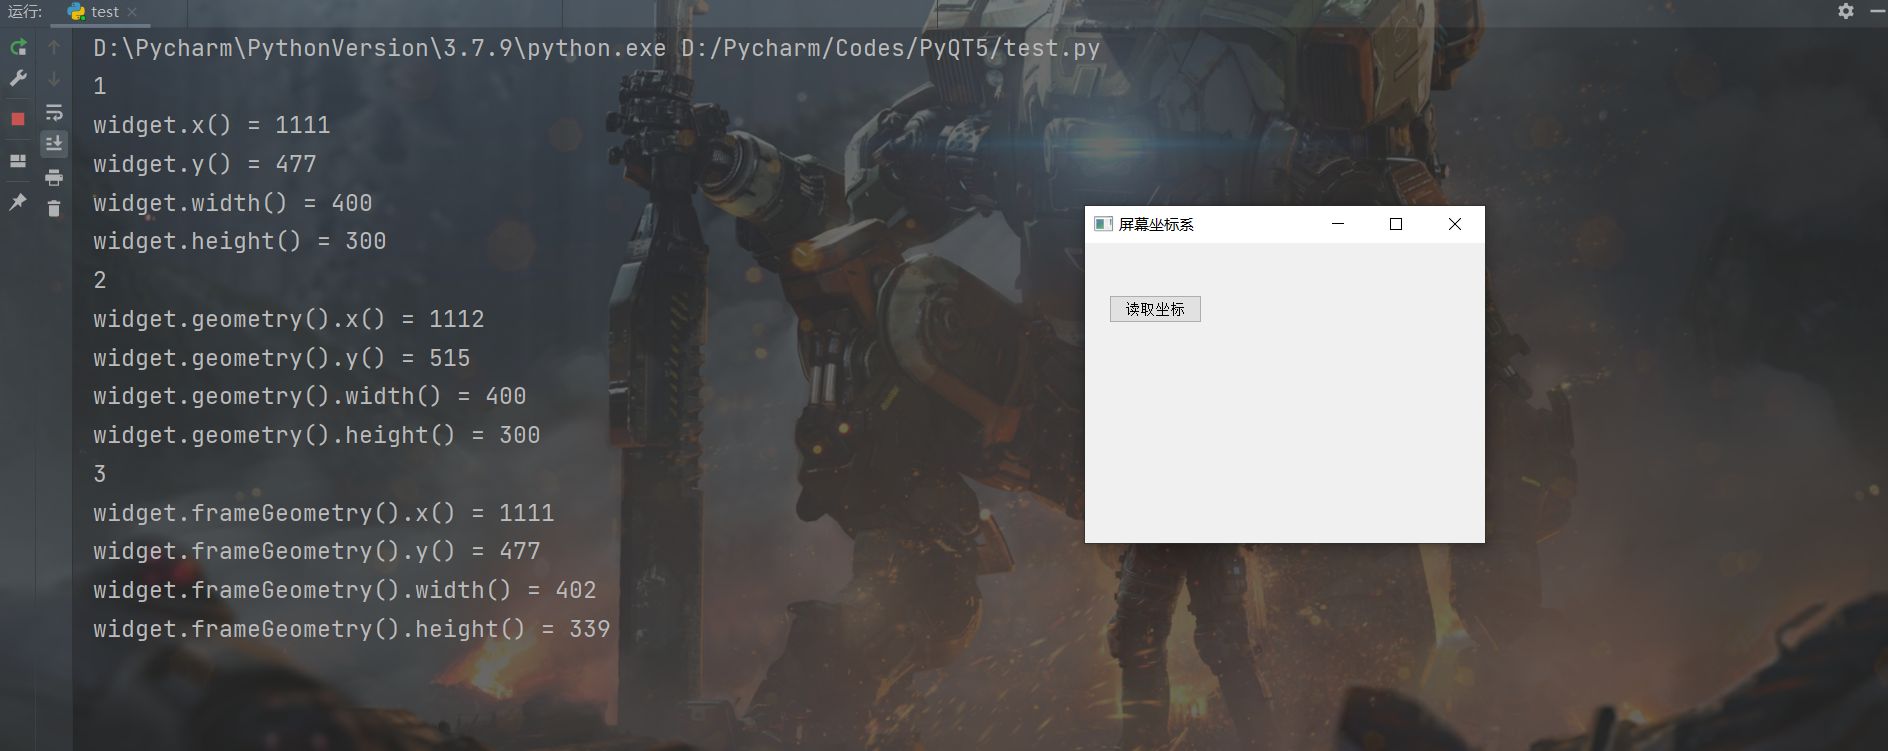 运行: test
D:\Pycharm\PythonVersion\3.7.9\python.exe D:/Pycharm/Codes/PyQT5/test.py
1
widget.x() = 1111
widget.y() = 477
widget.width() = 400
widget.height() = 300
2
widget.geometry().x() = 1112
widget.geometry().y() = 515
widget.geometry().width() = 400
widget.geometry().height() = 300
3
widget.frameGeometry().x() = 1111
widget.frameGeometry().y() = 477
widget.frameGeometry().width() = 402
widget.frameGeometry().height() = 339
屏幕坐标系
读取坐标